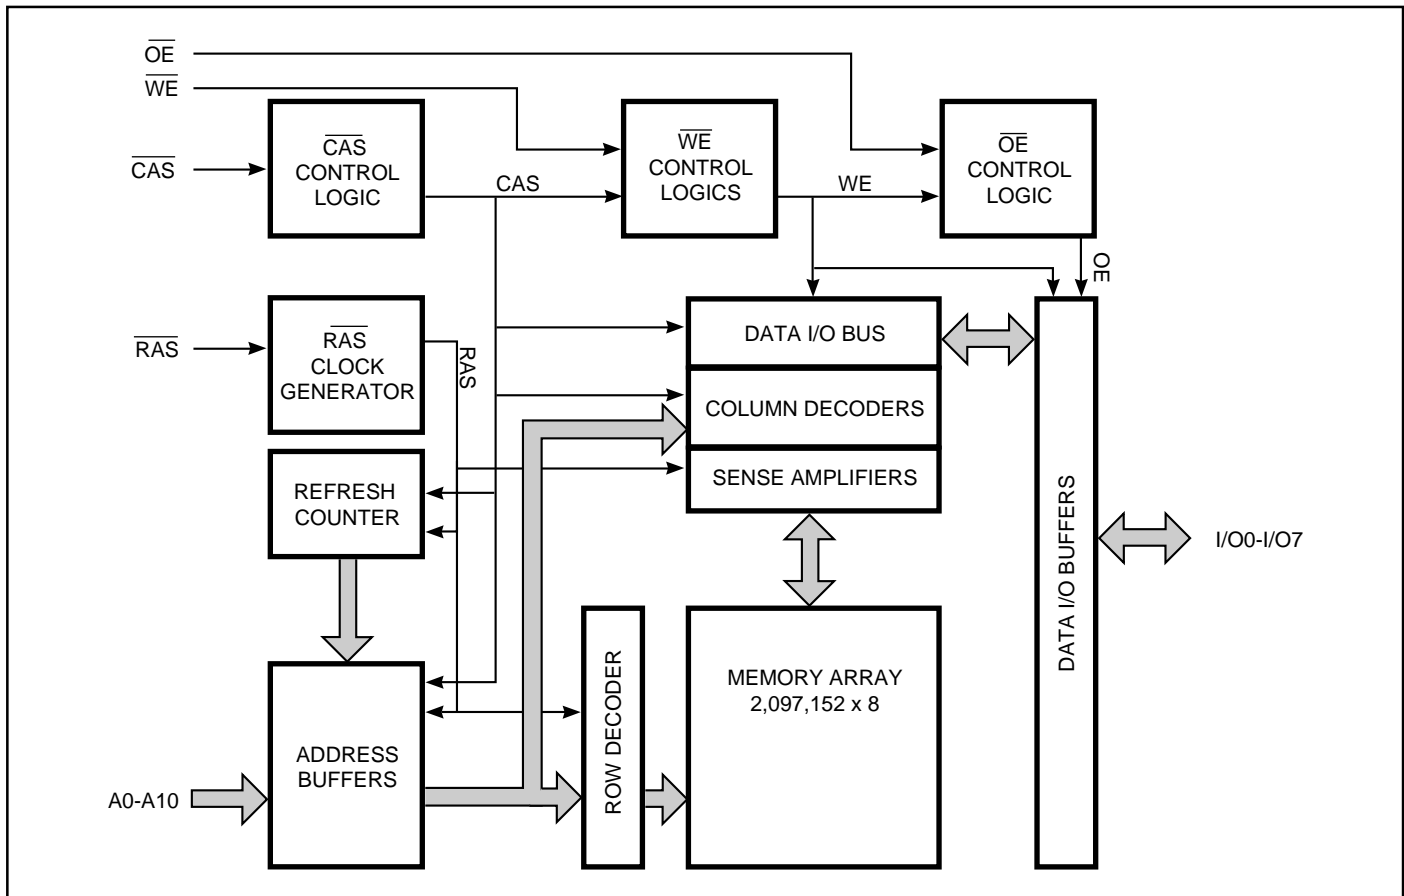 OE
WE
CAS
CAS
CONTROL
LOGIC
CAS
WE
CONTROL
LOGICS
WE
OE
CONTROL
LOGIC
OE
RAS
RAS
CLOCK
GENERATOR
RAS
DATA I/O BUS
COLUMN DECODERS
SENSE AMPLIFIERS
REFRESH
COUNTER
DATA I/O BUFFERS
I/O0-I/O7
ROW DECODER
MEMORY ARRAY
2,097,152 x 8
ADDRESS
BUFFERS
A0-A10